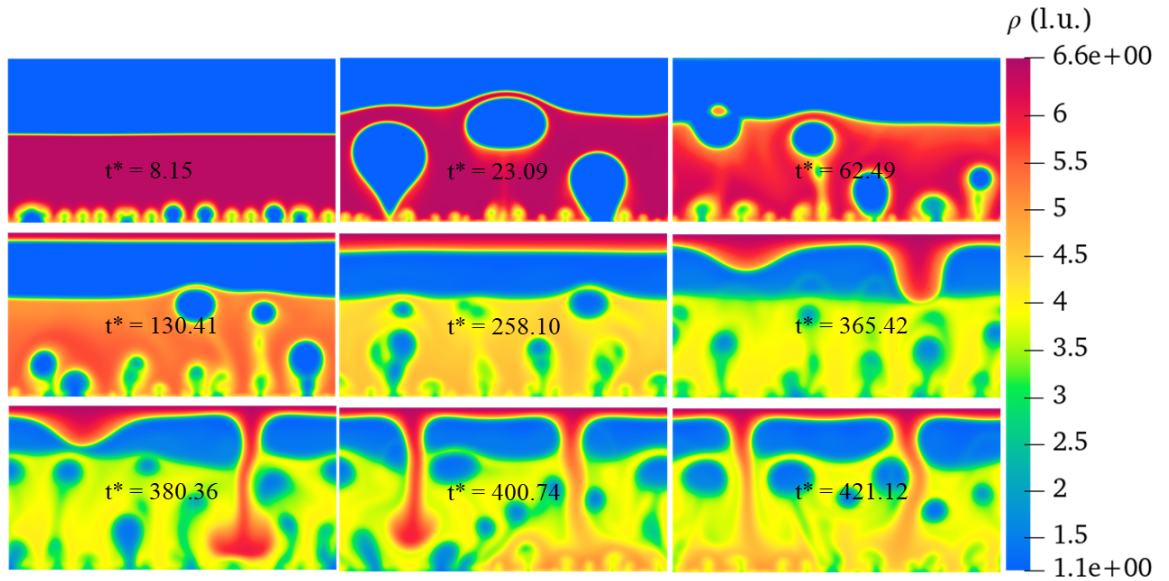 ρ (l.u.)
6.6e+00
6
5.5
5
4.5
4
3.5
3
2.5
2
1.5
1.1e+00
t* = 8.15
t* = 23.09
t* = 62.49
t* = 130.41
t* = 258.10
t* = 365.42
t* = 380.36
t* = 400.74
t* = 421.12